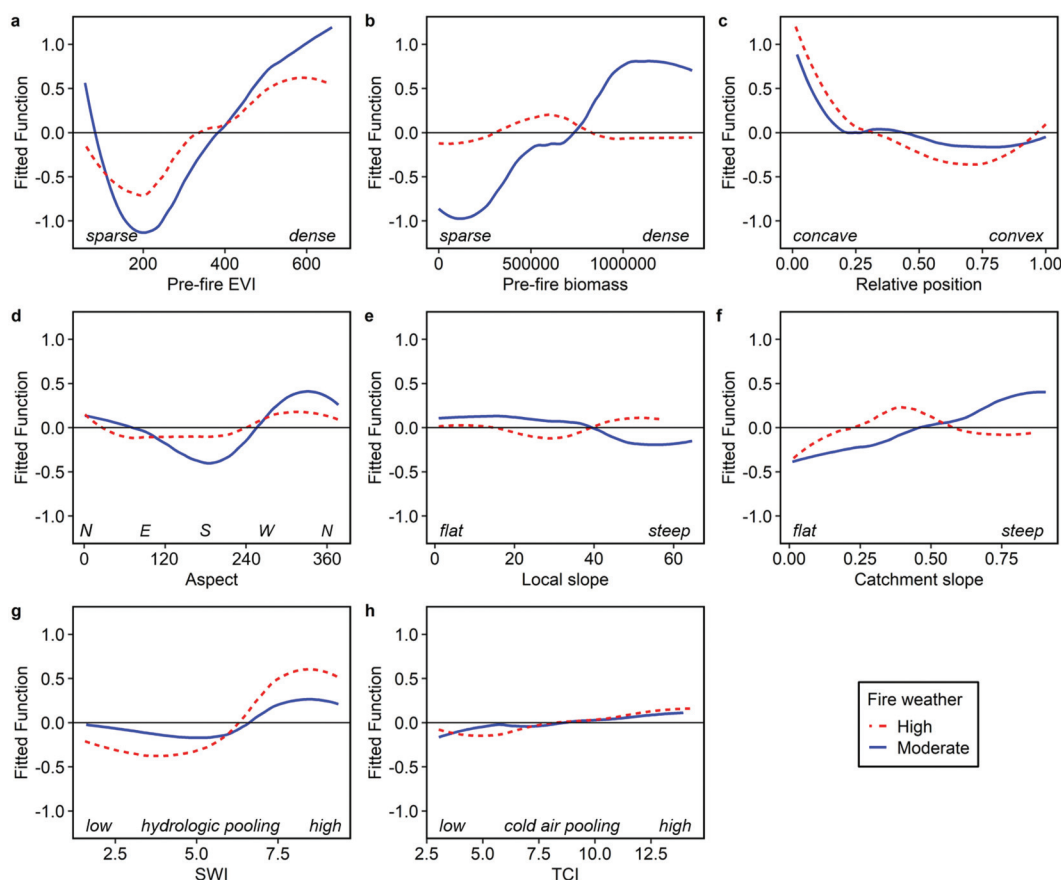 a
1.0
0.5
0.0
-0.5
-1.0
Fitted Function
sparse dense
200 400 600
Pre-fire EVI
b
1.0
0.5
0.0
-0.5
-1.0
Fitted Function
sparse dense
0 500000 1000000
Pre-fire biomass
c
1.0
0.5
0.0
-0.5
-1.0
Fitted Function
concave convex
0.00 0.25 0.50 0.75 1.00
Relative position
d
1.0
0.5
0.0
-0.5
-1.0
Fitted Function
N E S W N
0 120 240 360
Aspect
e
1.0
0.5
0.0
-0.5
-1.0
Fitted Function
flat steep
0 20 40 60
Local slope
f
1.0
0.5
0.0
-0.5
-1.0
Fitted Function
flat steep
0.00 0.25 0.50 0.75
Catchment slope
g
1.0
0.5
0.0
-0.5
-1.0
Fitted Function
low hydrologic pooling high
2.5 5.0 7.5
SWI
h
1.0
0.5
0.0
-0.5
-1.0
Fitted Function
low cold air pooling high
2.5 5.0 7.5 10.0 12.5
TCI
Fire weather
High
Moderate